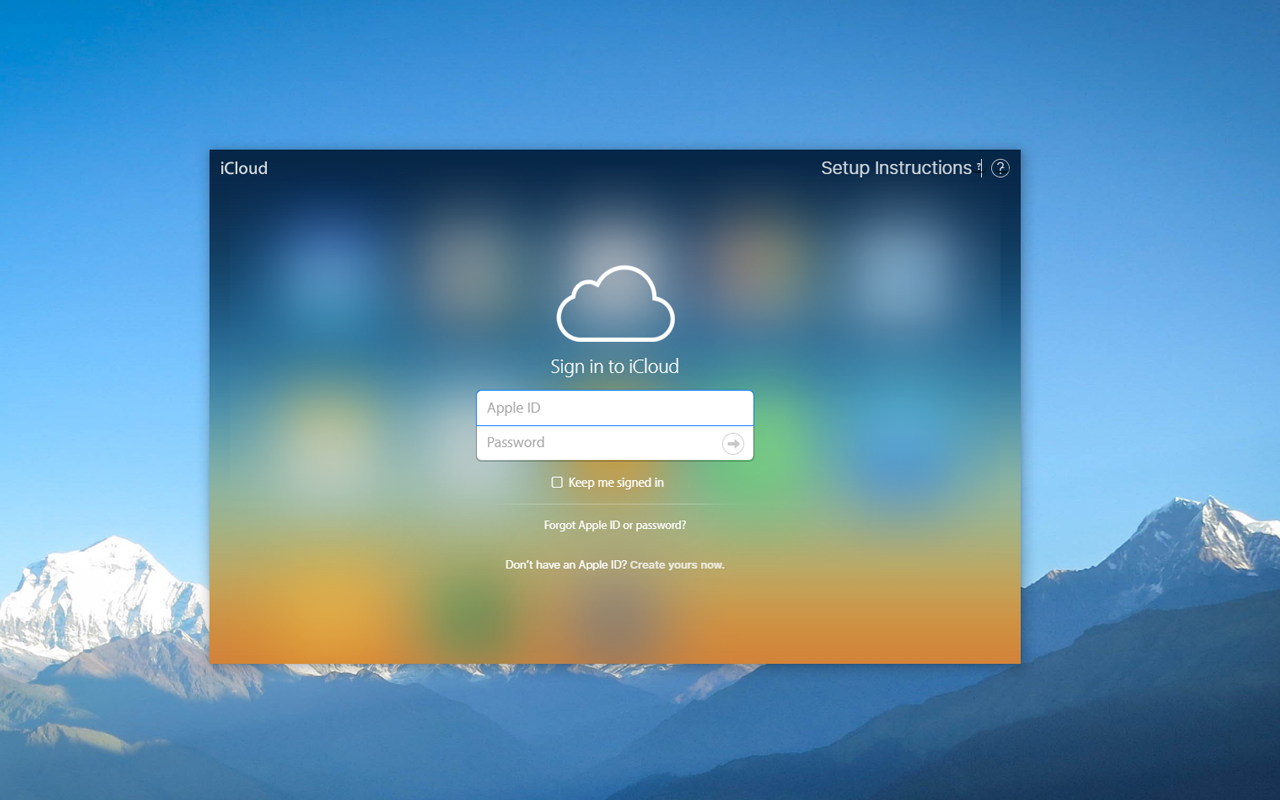 iCloud
Setup Instructions ?
?
Sign in to iCloud
Apple ID
Password
Keep me signed in
Forgot Apple ID or password?
Don't have an Apple ID? Create yours now.